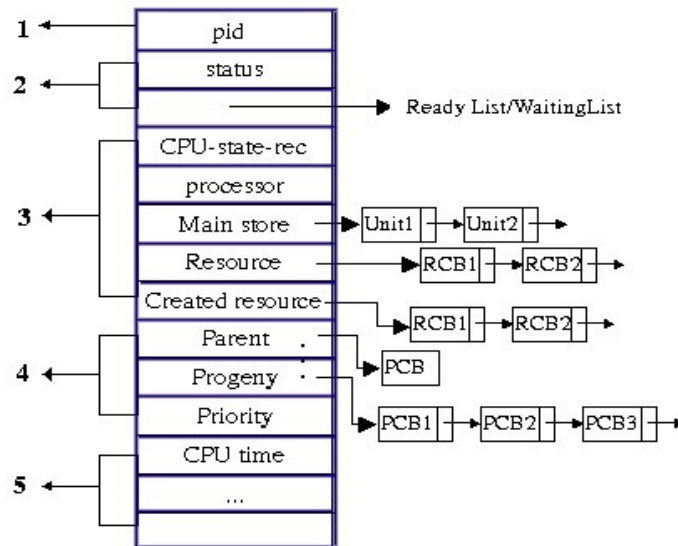 1
pid
2
status
Ready List/WaitingList
CPU-state-rec
processor
3
Main store
Unit1
Unit2
Resource
RCB1
RCB2
Created resource
RCB1
RCB2
Parent
PCB
4
Progeny
PCB1
PCB2
PCB3
Priority
CPU time
5
...